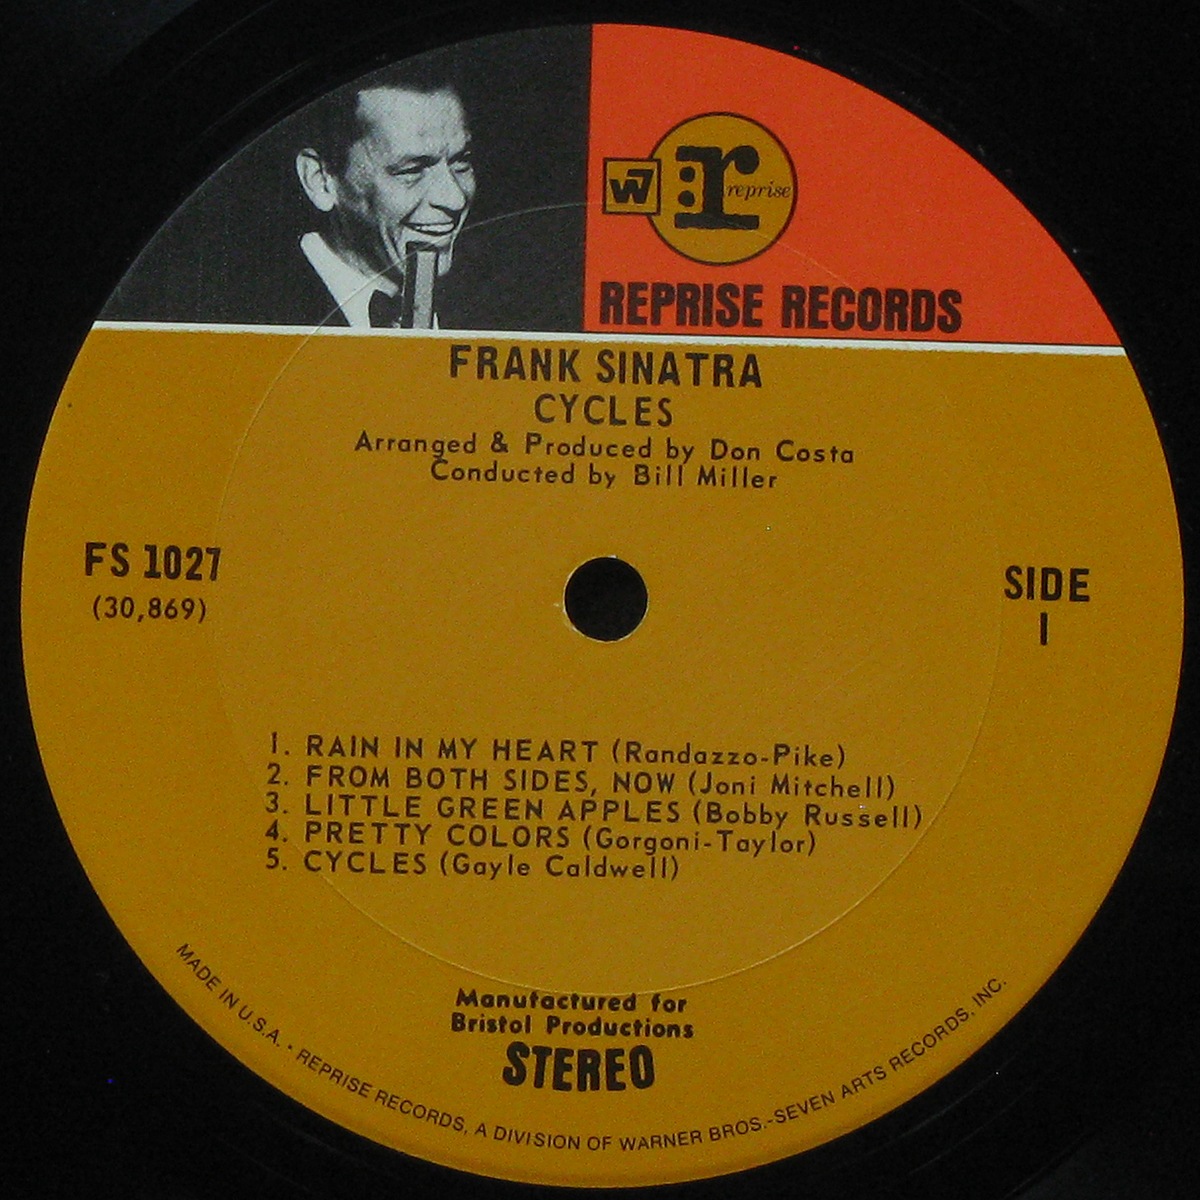 W7 r reprise
REPRISE RECORDS
FRANK SINATRA
CYCLES
Arranged & Produced by Don Costa
Conducted by Bill Miller
FS 1027
(30,869)
SIDE
1
1. RAIN IN MY HEART (Randazzo-Pike)
2. FROM BOTH SIDES, NOW (Joni Mitchell)
3. LITTLE GREEN APPLES (Bobby Russell)
4. PRETTY COLORS (Gorgoni-Taylor)
5. CYCLES (Gayle Caldwell)
Manufactured for
Bristol Productions
STEREO
MADE IN U.S.A. • REPRISE RECORDS, A DIVISION OF WARNER BROS.-SEVEN ARTS RECORDS, INC.